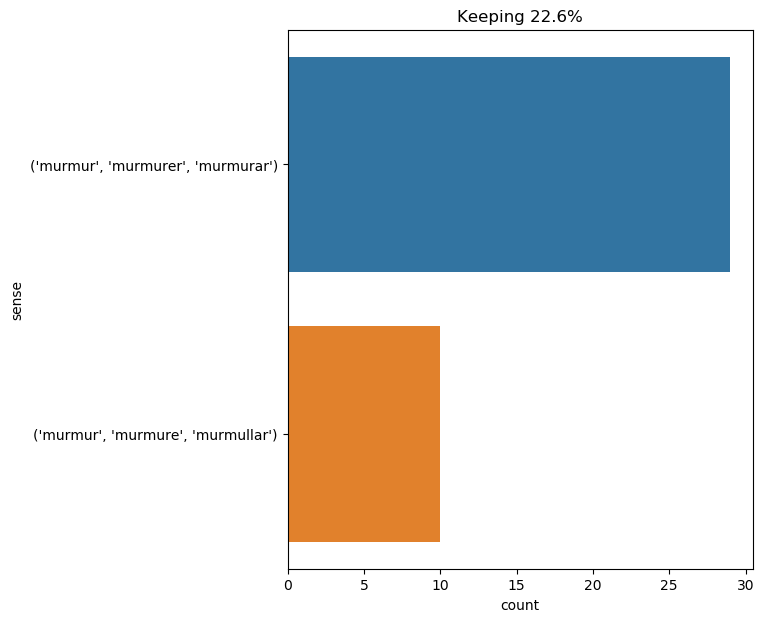 Keeping 22.6%
('murmur', 'murmurer', 'murmurar')
sense
('murmur', 'murmure', 'murmullar')
0 5 10 15 20 25 30
count